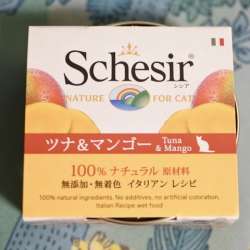 Schesir
シシア
NATURE FOR CAT
ツナ&マンゴー Tuna & Mango
100% ナチュラル 原材料
無添加・無着色 イタリアン レシピ
100% natural ingredients. No additives, no artificial coloration,
Italian Recipe wet food